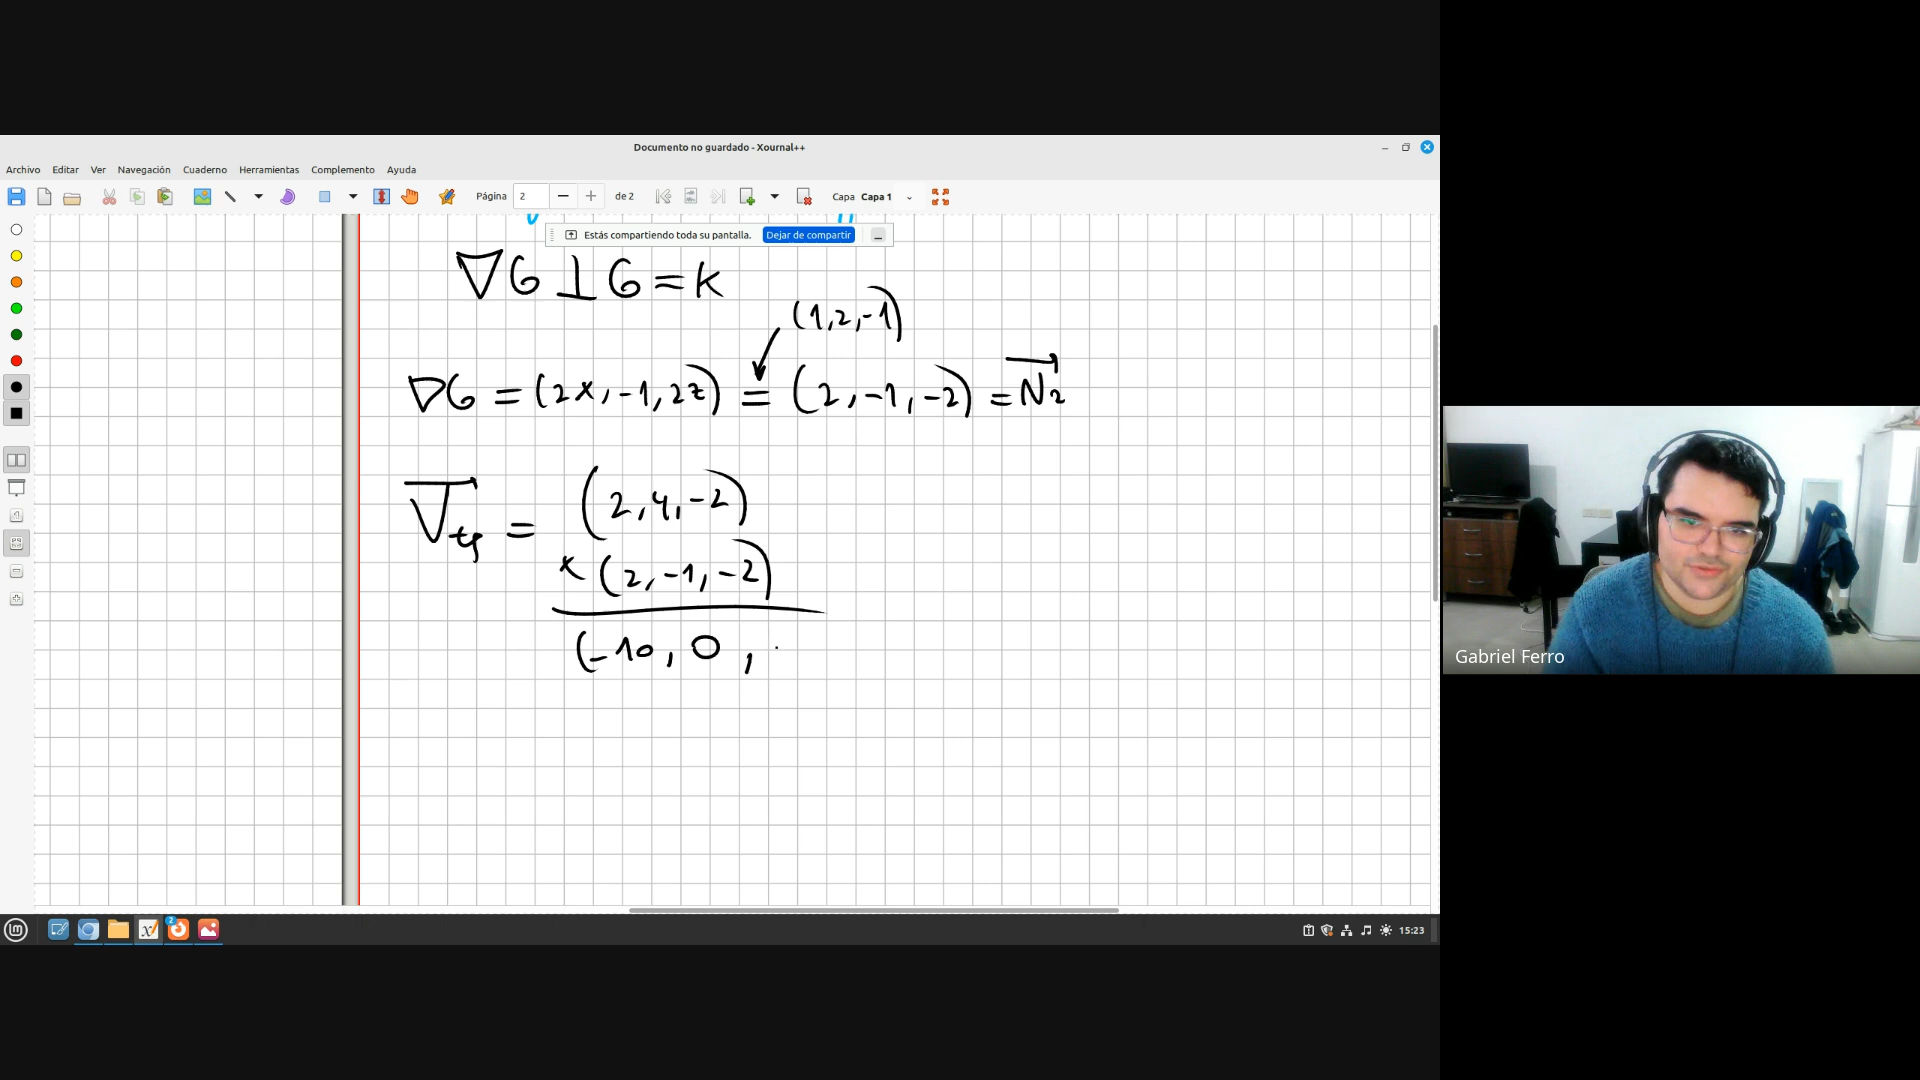 Documento no guardado - Xournal++
Archivo Editar Ver Navegación Cuaderno Herramientas Complemento Ayuda
Página 2 de 2 Capa Capa 1
Estás compartiendo toda su pantalla. Dejar de compartir
∇G ⊥ G = K
(1,2,-1)
∇G = (2x, -1, 2z) = (2, -1, -2) = N₂
V tg = (2, 4, -2)
x (2, -1, -2)
(-10, 0, .
Gabriel Ferro
2
15:23